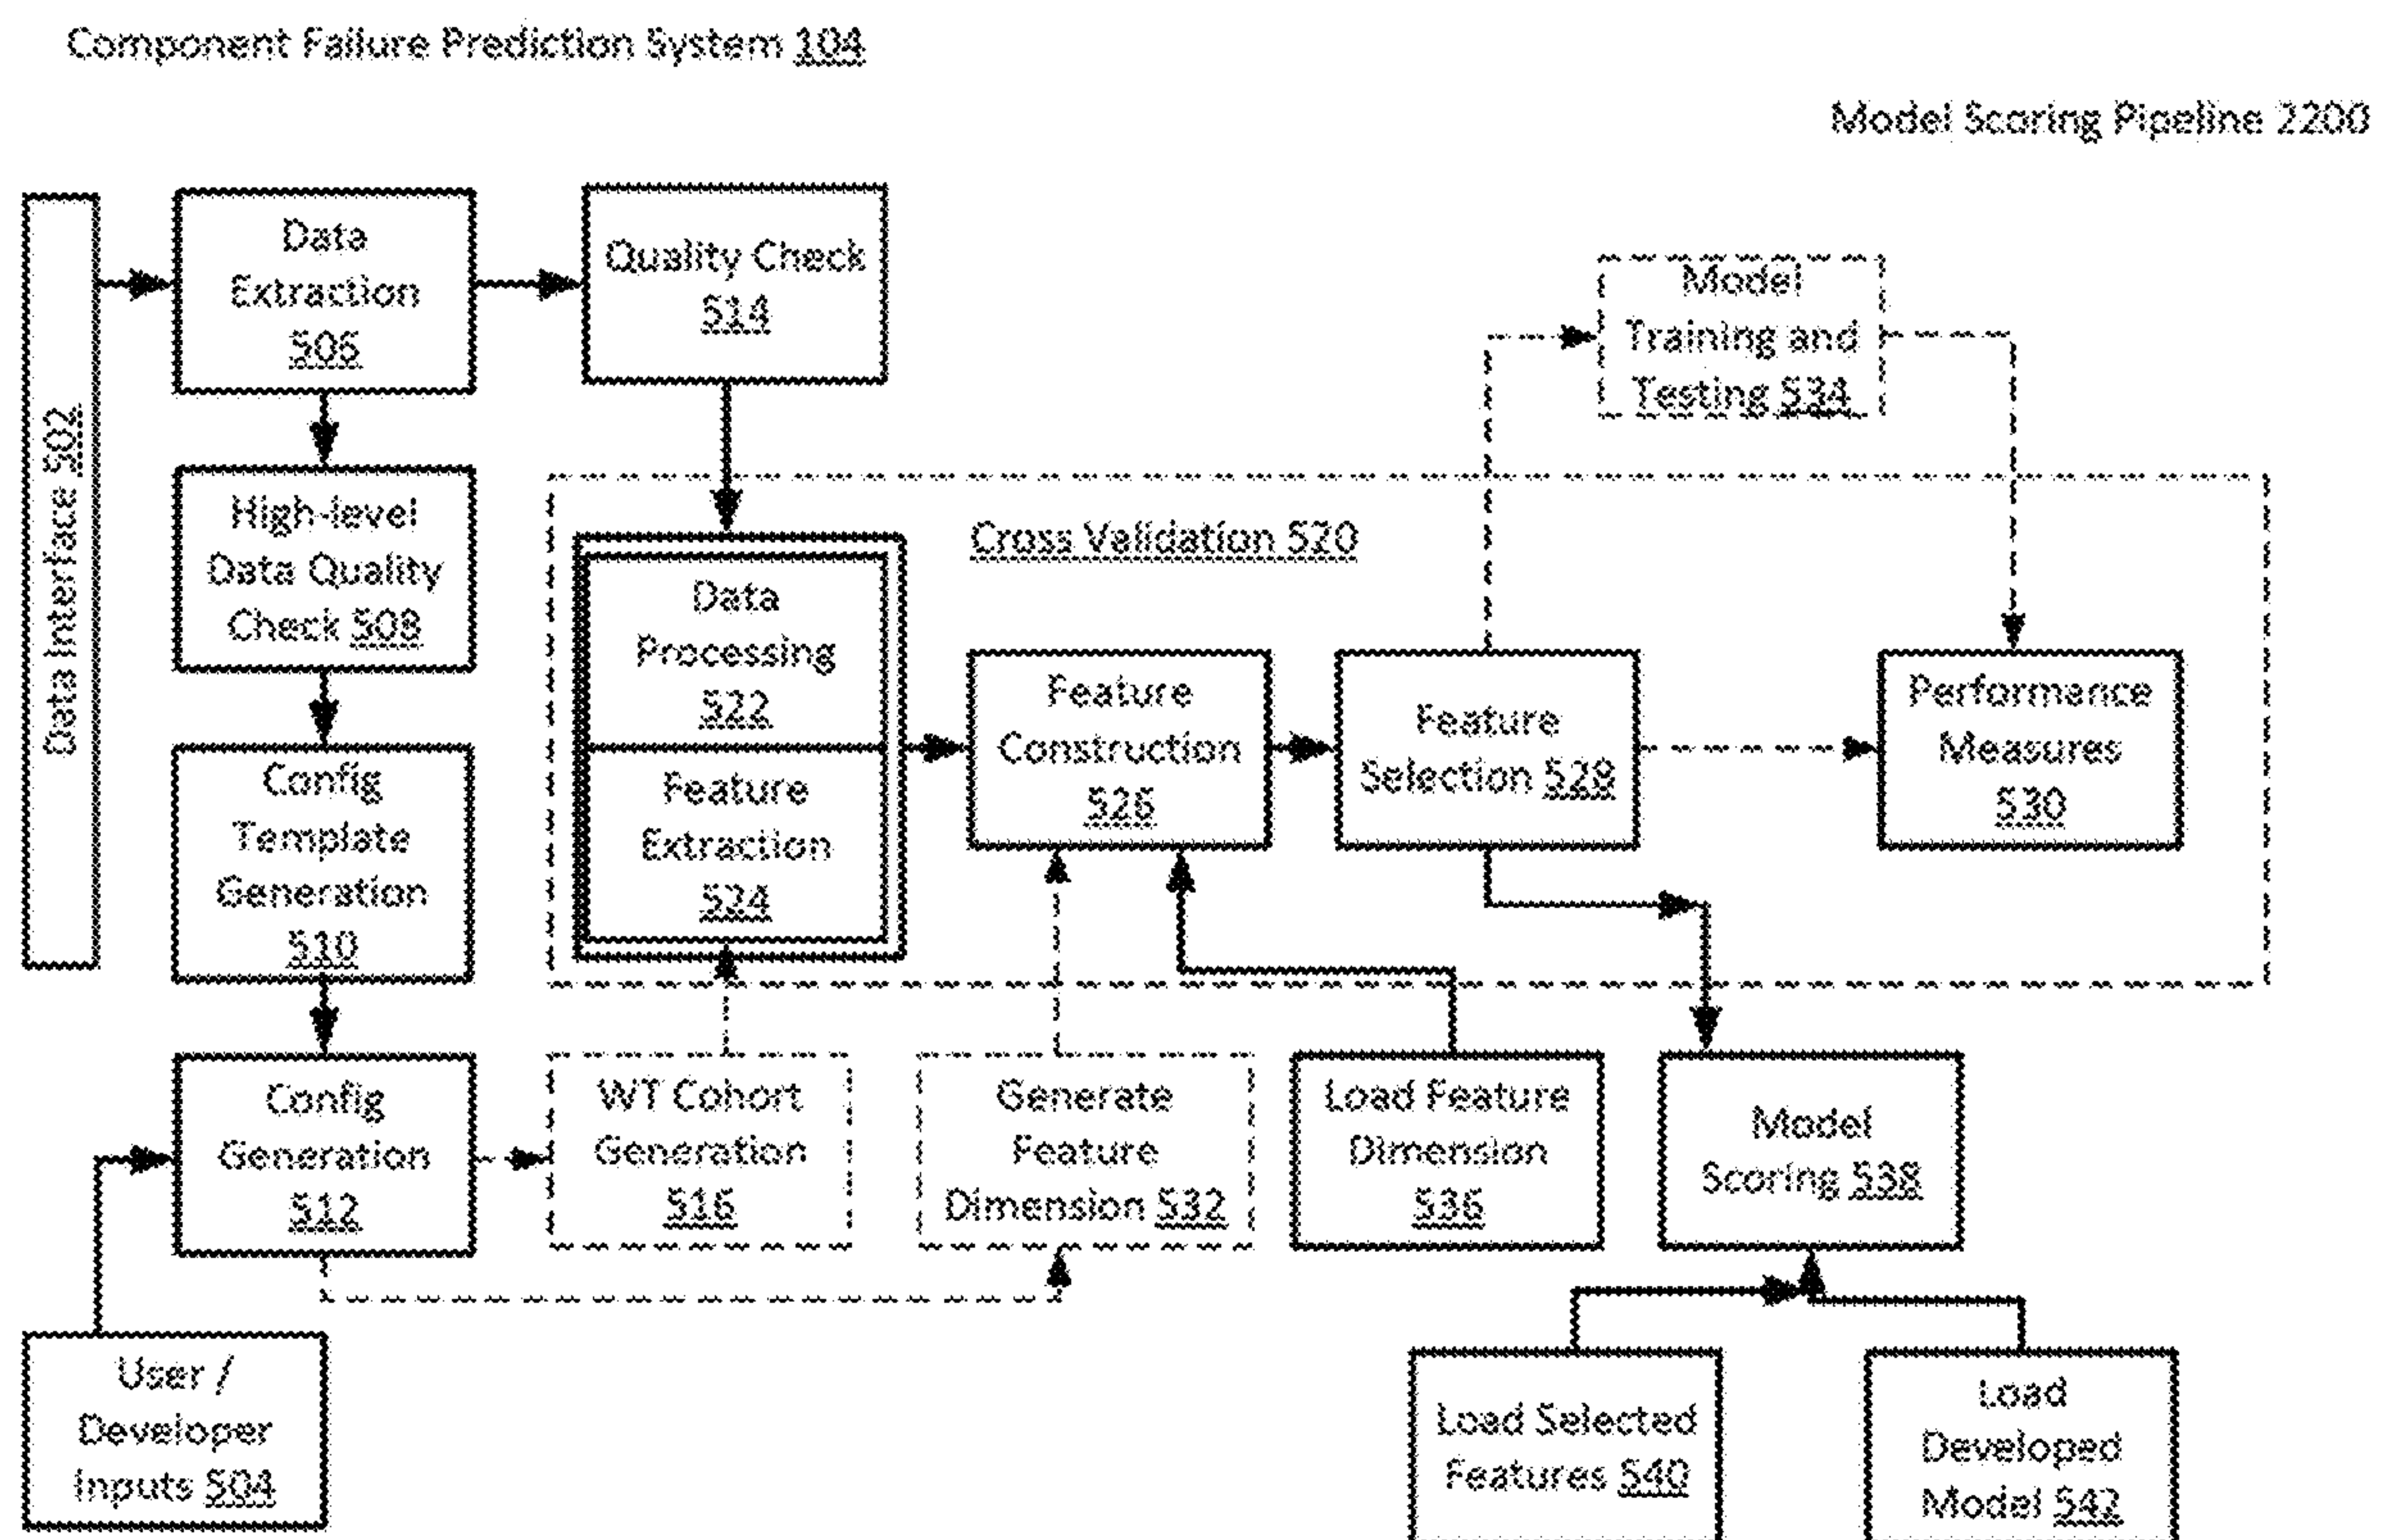 Component Failure Prediction System 104
Model Scoring Pipeline 2200
Data Interface 502
Data
Extraction
506
Quality Check
514
Model
Training and
Testing 534
High-level
Data Quality
Check 508
Cross Validation 520
Data
Processing
522
Feature
Extraction
524
Feature
Construction
526
Feature
Selection 528
Performance
Measures
530
Config
Template
Generation
510
Config
Generation
512
WT Cohort
Generation
516
Generate
Feature
Dimension 532
Load Feature
Dimension
536
Model
Scoring 538
User /
Developer
Inputs 504
Load Selected
Features 540
Load
Developed
Model 542